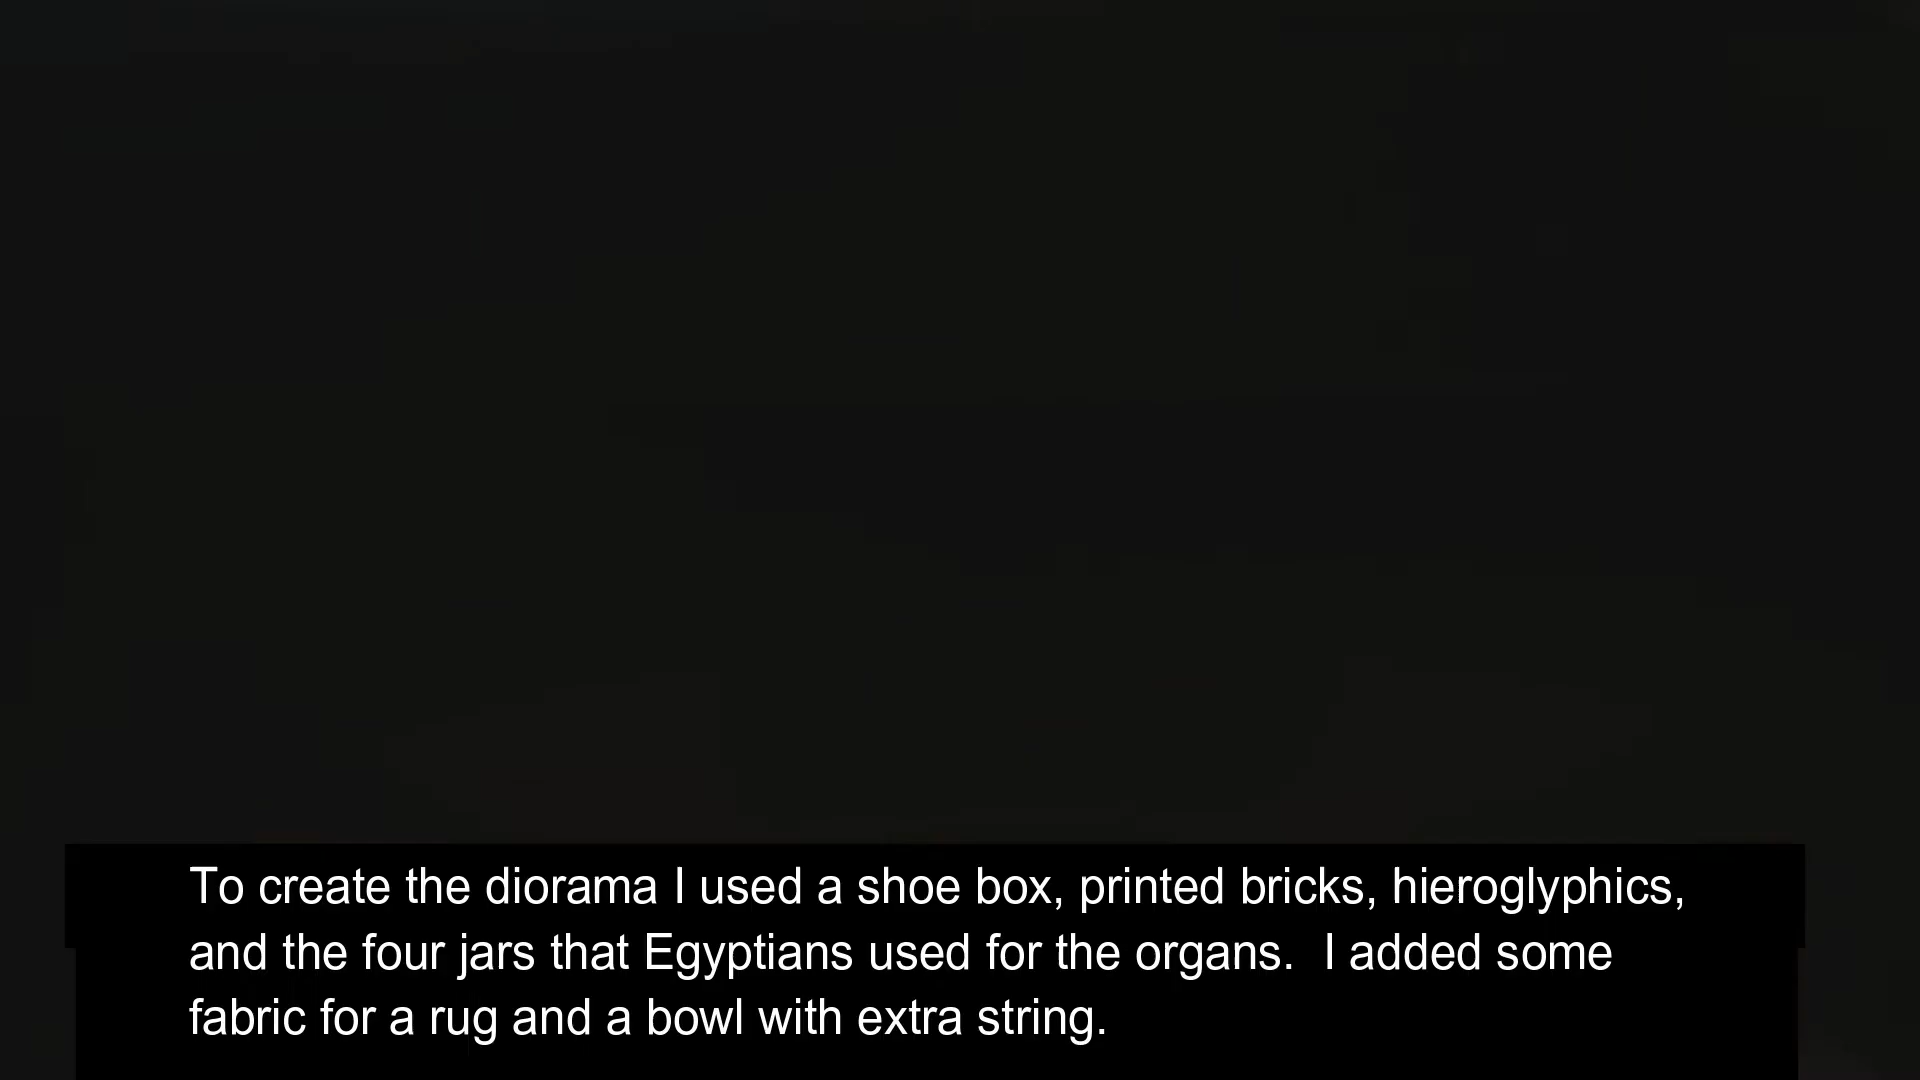 To create the diorama I used a shoe box, printed bricks, hieroglyphics,
and the four jars that Egyptians used for the organs.  I added some
fabric for a rug and a bowl with extra string.